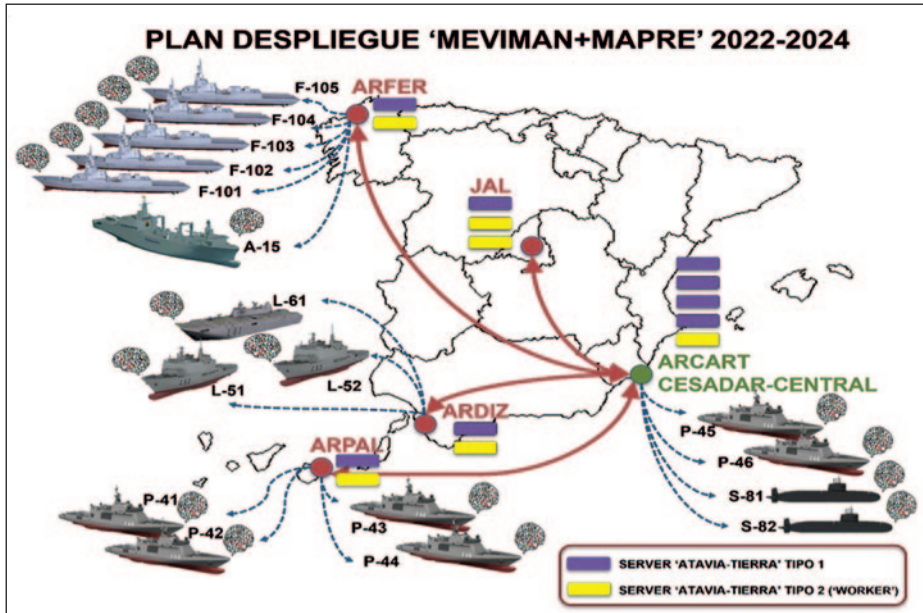 PLAN DESPLIEGUE 'MEVIMAN+MAPRE' 2022-2024
F-105
ARFER
F-104
F-103
F-102
F-101
A-15
JAL
L-61
L-51
L-52
ARCART
CESADAR-CENTRAL
ARDIZ
ARPAL
P-45
P-46
S-81
S-82
P-41
P-42
P-43
P-44
SERVER 'ATAVIA-TIERRA' TIPO 1
SERVER 'ATAVIA-TIERRA' TIPO 2 ('WORKER')